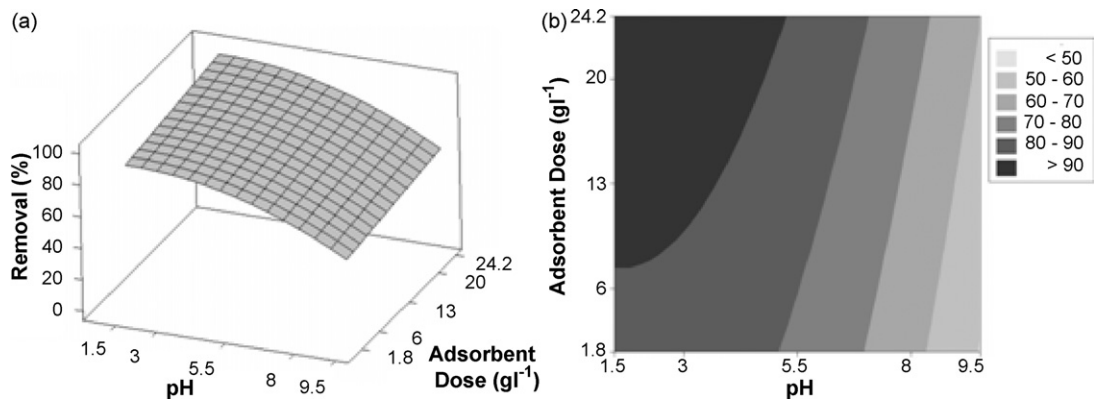 (a)
Removal (%)
100
80
60
40
20
0
1.5
3
5.5
8
9.5
pH
1.8
6
13
20
24.2
Adsorbent
Dose (gl⁻¹)
(b)
Adsorbent Dose (gl⁻¹)
24.2
20
13
6
1.8
1.5
3
5.5
8
9.5
pH
< 50
50 - 60
60 - 70
70 - 80
80 - 90
> 90